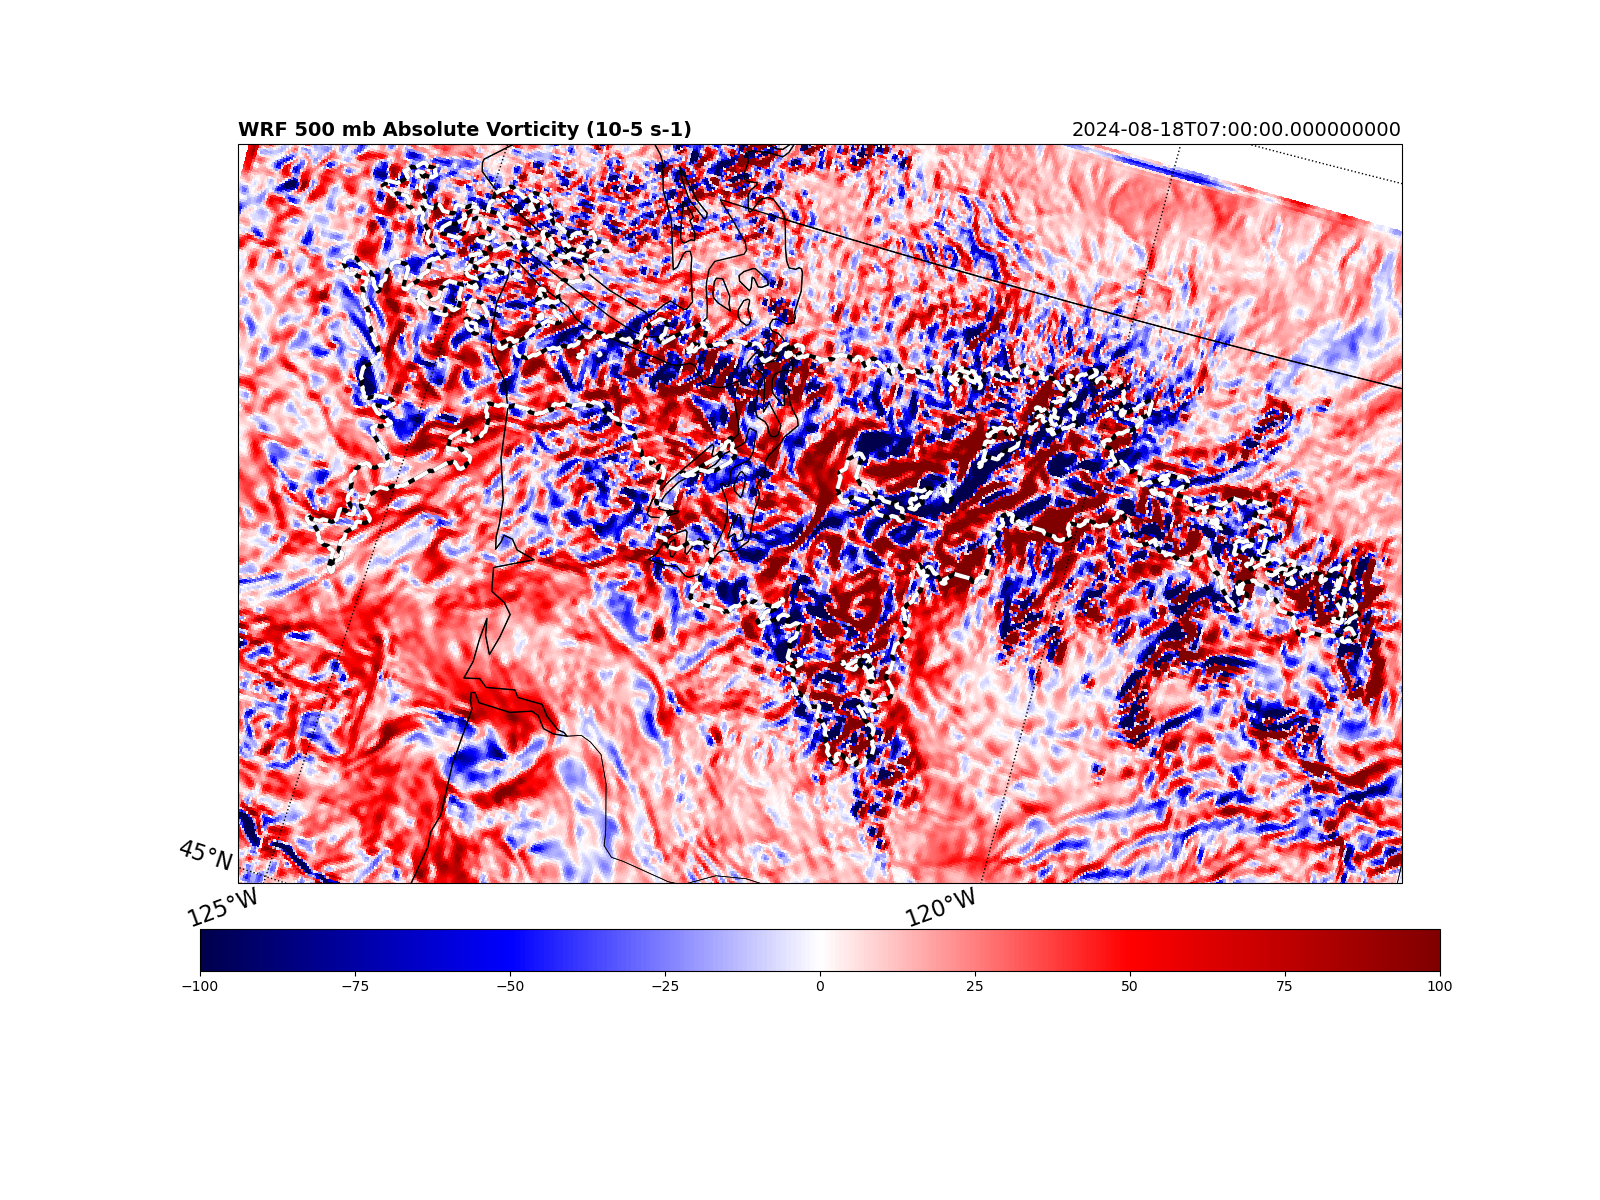 WRF 500 mb Absolute Vorticity (10-5 s-1)
2024-08-18T07:00:00.000000000
45°N
125°W
120°W
−100 −75 −50 −25 0 25 50 75 100